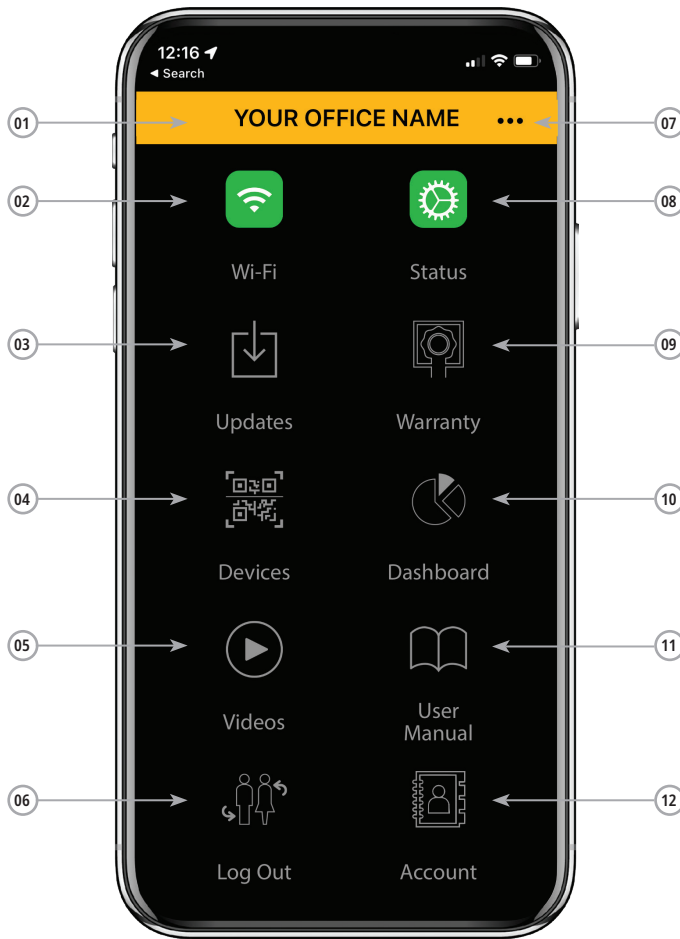 12:16
Search
01
YOUR OFFICE NAME
07
02
08
Wi-Fi
Status
03
09
Updates
Warranty
04
10
Devices
Dashboard
05
11
Videos
User
Manual
06
12
Log Out
Account